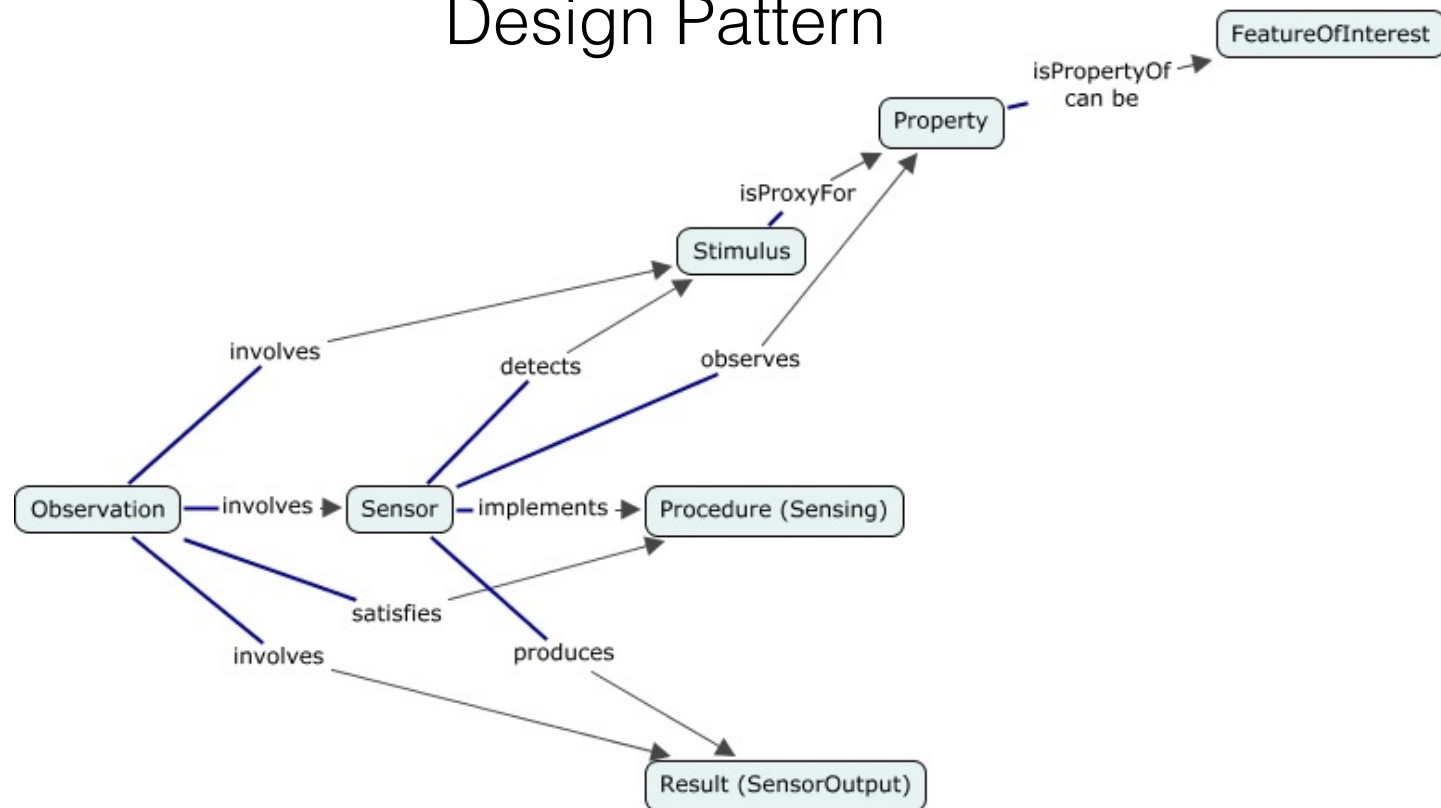 Design Pattern
FeatureOfInterest
isPropertyOf
can be
Property
isProxyFor
Stimulus
involves
detects
observes
Observation
involves
Sensor
implements
Procedure (Sensing)
satisfies
involves
produces
Result (SensorOutput)